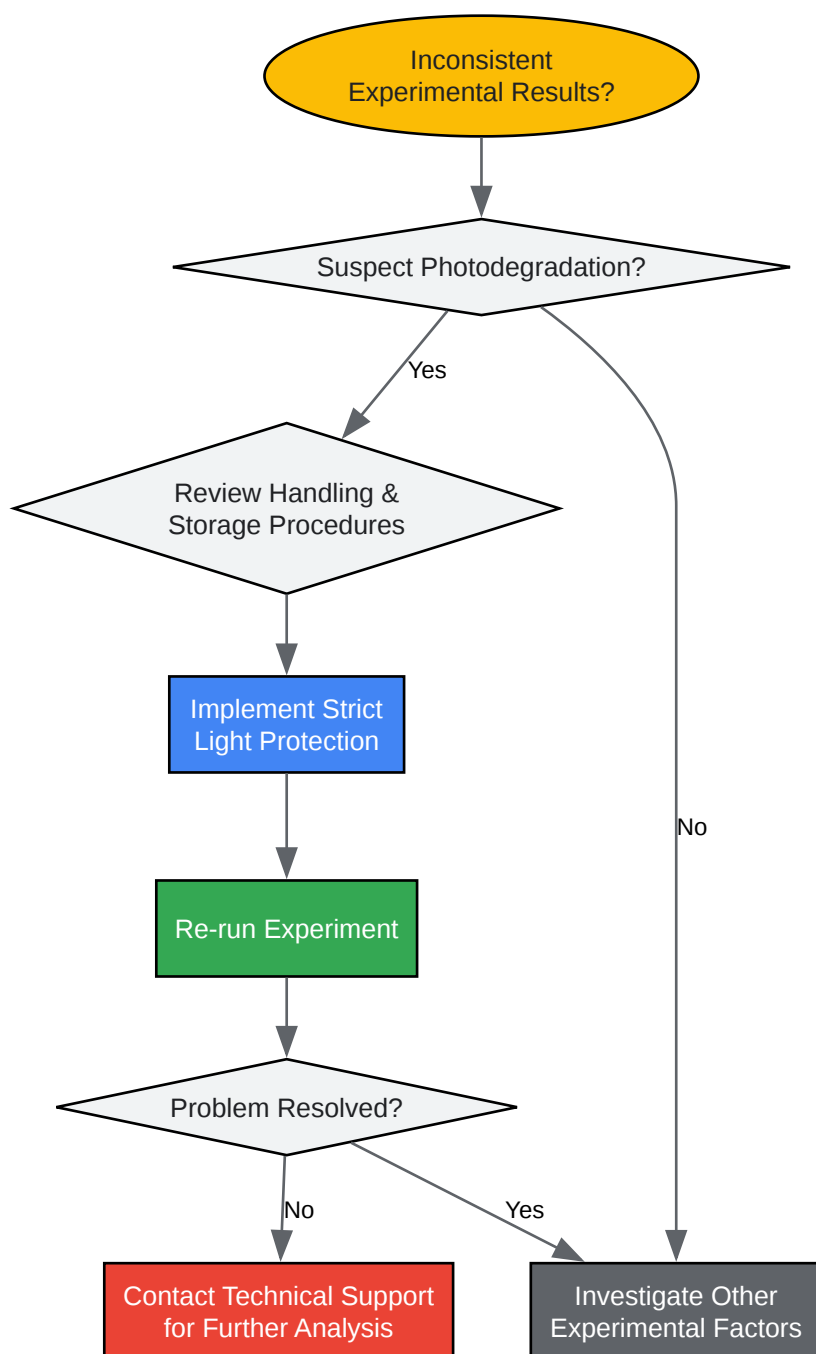 Inconsistent
Experimental Results?
Suspect Photodegradation?
Yes
Review Handling &
Storage Procedures
Implement Strict
Light Protection
No
Re-run Experiment
Problem Resolved?
No
Yes
Contact Technical Support
for Further Analysis
Investigate Other
Experimental Factors